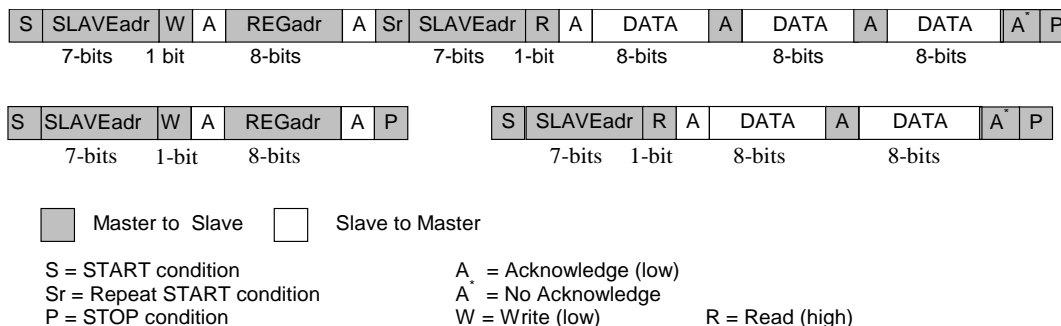 S SLAVEadr W A REGadr A Sr SLAVEadr R A DATA A DATA A DATA A* P
7-bits 1 bit 8-bits 7-bits 1-bit 8-bits 8-bits 8-bits
S SLAVEadr W A REGadr A P S SLAVEadr R A DATA A DATA A* P
7-bits 1-bit 8-bits 7-bits 1-bit 8-bits 8-bits
Master to Slave Slave to Master
S = START condition A = Acknowledge (low)
Sr = Repeat START condition A* = No Acknowledge
P = STOP condition W = Write (low) R = Read (high)